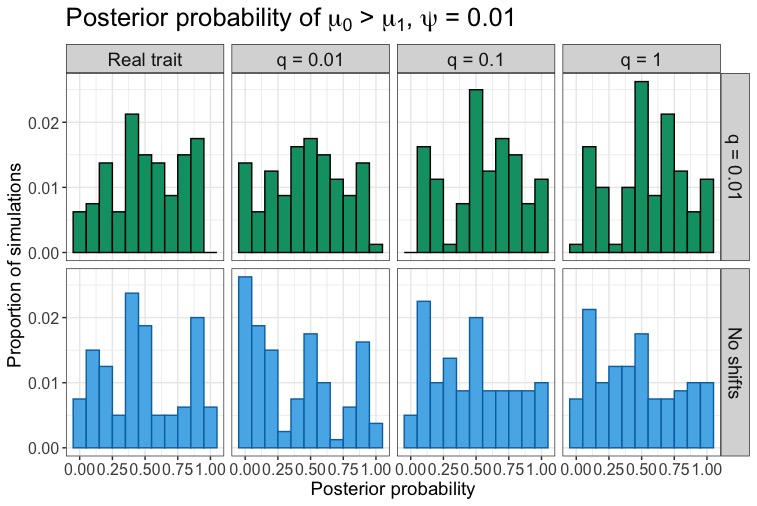 Posterior probability of μ0 > μ1, ψ = 0.01
Real trait
q = 0.01
q = 0.1
q = 1
Proportion of simulations
0.02
0.01
0.00
q = 0.01
0.02
0.01
0.00
No shifts
0.00 0.25 0.50 0.75 1.00
0.00 0.25 0.50 0.75 1.00
0.00 0.25 0.50 0.75 1.00
0.00 0.25 0.50 0.75 1.00
Posterior probability